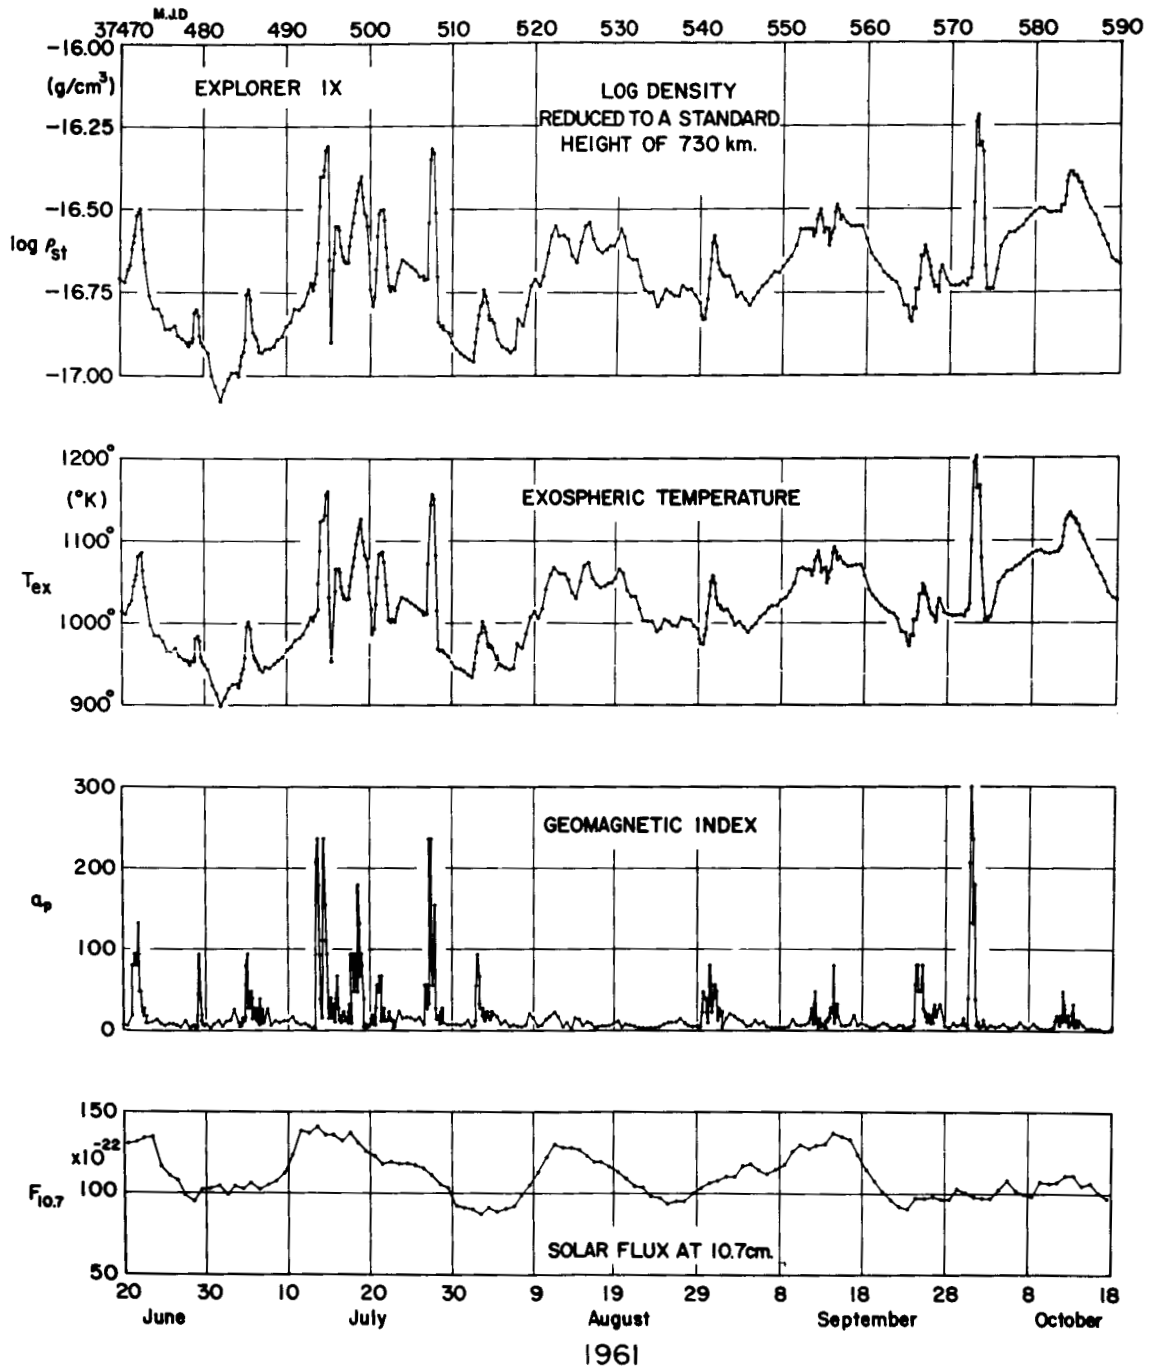 M.J.D
37470 480 490 500 510 520 530 540 550 560 570 580 590
-16.00
(g/cm³)
EXPLORER IX
LOG DENSITY
REDUCED TO A STANDARD
HEIGHT OF 730 km.
-16.25
-16.50
log ρst
-16.75
-17.00
1200°
(°K)
EXOSPHERIC TEMPERATURE
1100°
Tex
1000°
900°
300
GEOMAGNETIC INDEX
200
ap
100
0
150
x10⁻²²
100
F10.7
SOLAR FLUX AT 10.7cm.
50
20 30 10 20 30 9 19 29 8 18 28 8 18
June July August September October
1961